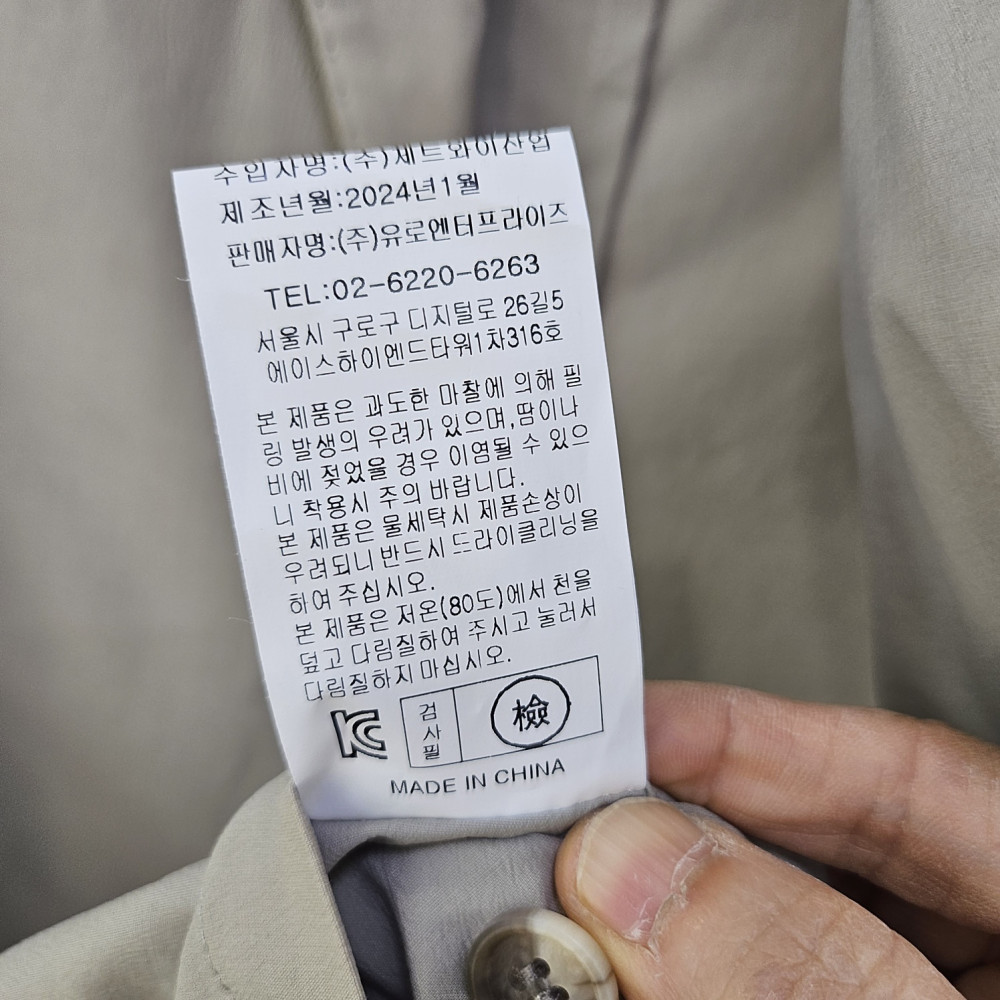 수입자명:(주)세트와이산업
제조년월:2024년1월
판매자명:(주)유로엔터프라이즈
TEL:02-6220-6263
서울시 구로구 디지털로 26길5
에이스하이엔드타워1차316호
본 제품은 과도한 마찰에 의해 필
링 발생의 우려가 있으며,땀이나
비에 젖었을 경우 이염될 수 있으
니 착용시 주의 바랍니다.
본 제품은 물세탁시 제품손상이
우려되니 반드시 드라이클리닝을
하여 주십시오.
본 제품은 저온(80도)에서 천을
덮고 다림질하여 주시고 눌러서
다림질하지 마십시오.
검사필 檢
MADE IN CHINA